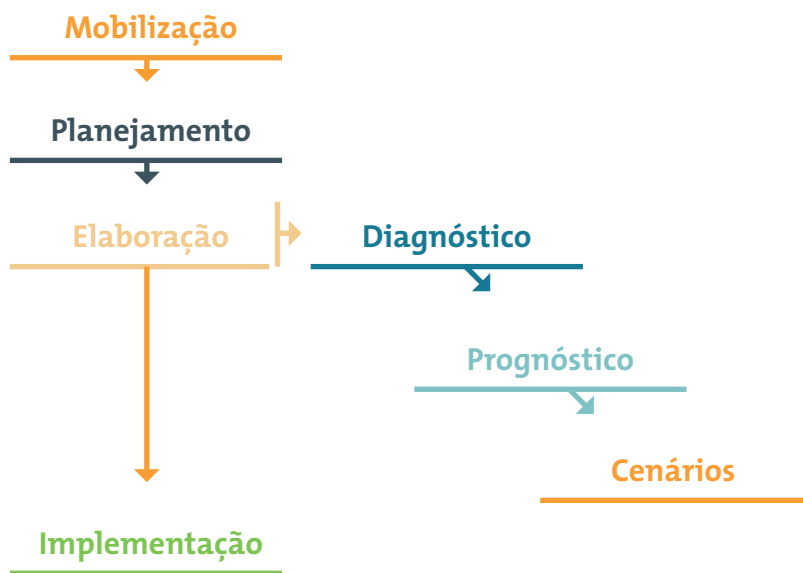 Mobilização
Planejamento
Elaboração
Diagnóstico
Prognóstico
Cenários
Implementação